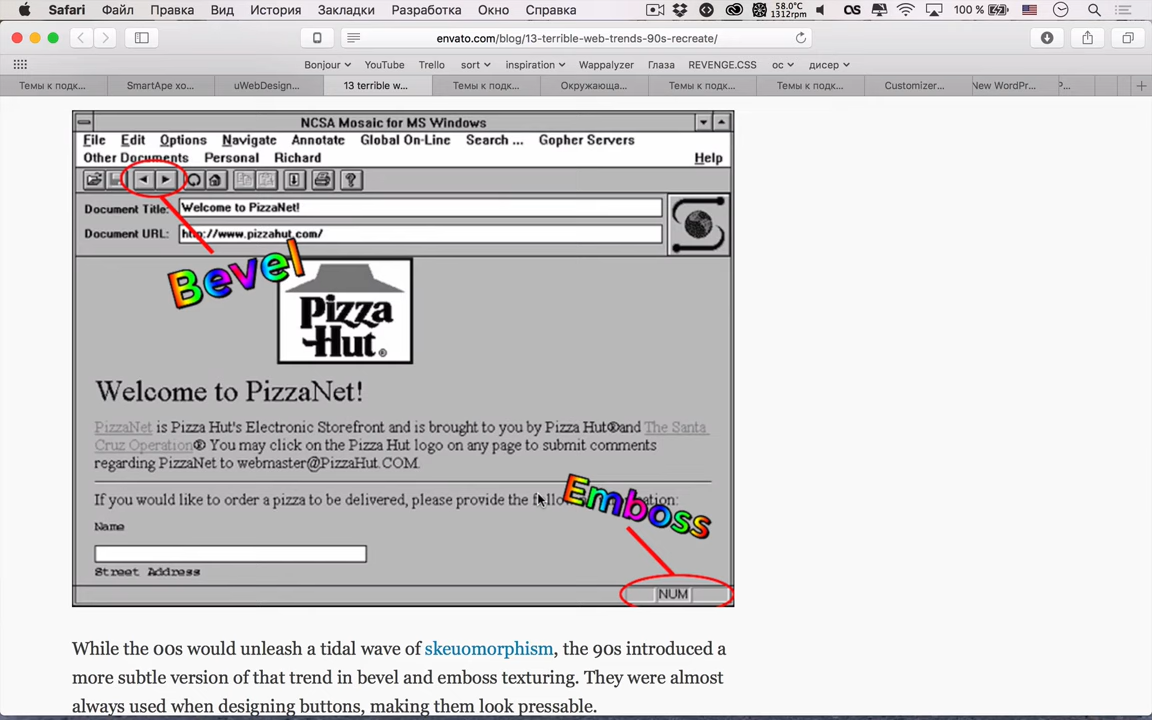 Safari Файл Правка Вид История Закладки Разработка Окно Справка 58.0°C 1312rpm 100 %
envato.com/blog/13-terrible-web-trends-90s-recreate/
Bonjour YouTube Trello sort inspiration Wappalyzer Глаза REVENGE.CSS ос дисер
Темы к подк... SmartApe хо... uWebDesign... 13 terrible w... Темы к подк... Окружающа... Темы к подк... Темы к подк... Customizer... New WordPr...
NCSA Mosaic for MS Windows
File Edit Options Navigate Annotate Global On-Line Search ... Gopher Servers
Other Documents Personal Richard Help
Document Title: Welcome to PizzaNet!
Document URL: http://www.pizzahut.com/
Bevel
Pizza
Hut®
Welcome to PizzaNet!
PizzaNet is Pizza Hut's Electronic Storefront and is brought to you by Pizza Hut®and The Santa
Cruz Operation® You may click on the Pizza Hut logo on any page to submit comments
regarding PizzaNet to webmaster@PizzaHut.COM.
If you would like to order a pizza to be delivered, please provide the
Emboss
Name
Street Address
NUM
While the 00s would unleash a tidal wave of skeuomorphism, the 90s introduced a
more subtle version of that trend in bevel and emboss texturing. They were almost
always used when designing buttons, making them look pressable.